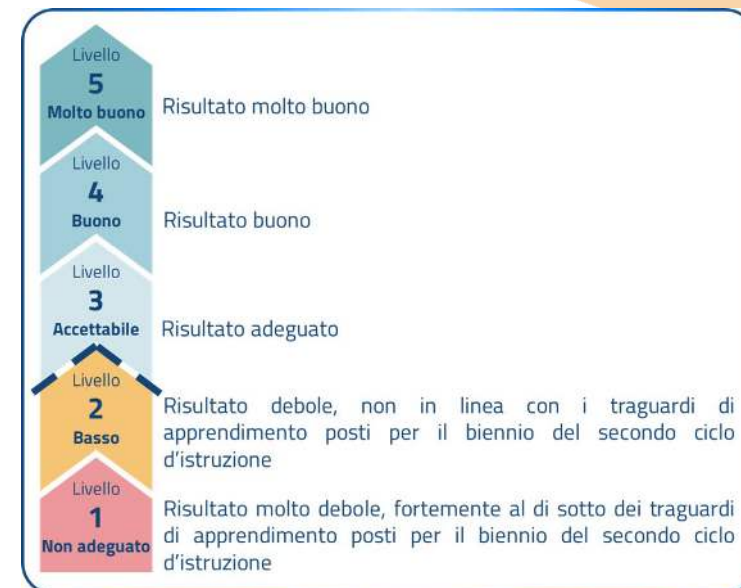 Livello
5
Molto buono
Risultato molto buono
Livello
4
Buono
Risultato buono
Livello
3
Accettabile
Risultato adeguato
Livello
2
Basso
Risultato debole, non in linea con i traguardi di
apprendimento posti per il biennio del secondo ciclo
d'istruzione
Livello
1
Non adeguato
Risultato molto debole, fortemente al di sotto dei traguardi
di apprendimento posti per il biennio del secondo ciclo
d'istruzione